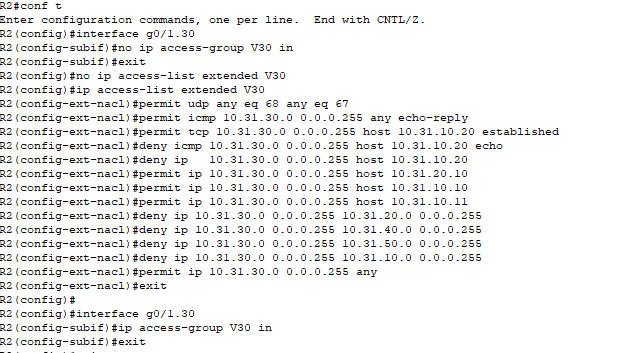 R2#conf t
Enter configuration commands, one per line.  End with CNTL/Z.
R2(config)#interface g0/1.30
R2(config-subif)#no ip access-group V30 in
R2(config-subif)#exit
R2(config)#no ip access-list extended V30
R2(config)#ip access-list extended V30
R2(config-ext-nacl)#permit udp any eq 68 any eq 67
R2(config-ext-nacl)#permit icmp 10.31.30.0 0.0.0.255 any echo-reply
R2(config-ext-nacl)#permit tcp 10.31.30.0 0.0.0.255 host 10.31.10.20 established
R2(config-ext-nacl)#deny icmp 10.31.30.0 0.0.0.255 host 10.31.10.20 echo
R2(config-ext-nacl)#deny ip   10.31.30.0 0.0.0.255 host 10.31.10.20
R2(config-ext-nacl)#permit ip 10.31.30.0 0.0.0.255 host 10.31.20.10
R2(config-ext-nacl)#permit ip 10.31.30.0 0.0.0.255 host 10.31.10.10
R2(config-ext-nacl)#permit ip 10.31.30.0 0.0.0.255 host 10.31.10.11
R2(config-ext-nacl)#deny ip 10.31.30.0 0.0.0.255 10.31.20.0 0.0.0.255
R2(config-ext-nacl)#deny ip 10.31.30.0 0.0.0.255 10.31.40.0 0.0.0.255
R2(config-ext-nacl)#deny ip 10.31.30.0 0.0.0.255 10.31.50.0 0.0.0.255
R2(config-ext-nacl)#deny ip 10.31.30.0 0.0.0.255 10.31.10.0 0.0.0.255
R2(config-ext-nacl)#permit ip 10.31.30.0 0.0.0.255 any
R2(config-ext-nacl)#exit
R2(config)#
R2(config)#interface g0/1.30
R2(config-subif)#ip access-group V30 in
R2(config-subif)#exit